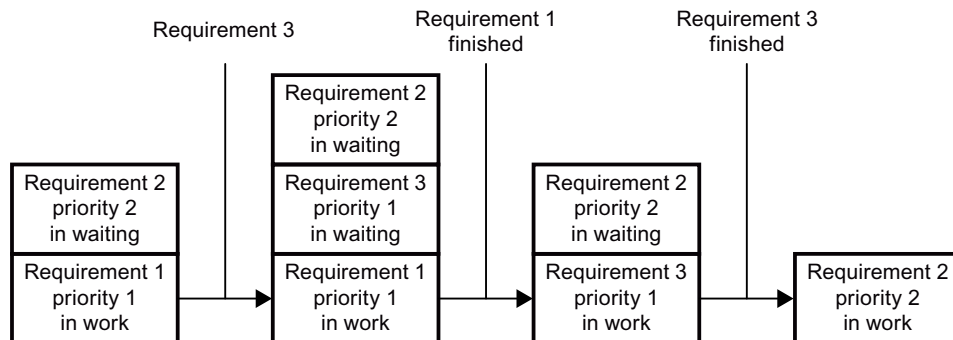 Requirement 3
Requirement 1
finished
Requirement 3
finished
Requirement 2
priority 2
in waiting
Requirement 1
priority 1
in work
Requirement 2
priority 2
in waiting
Requirement 3
priority 1
in waiting
Requirement 1
priority 1
in work
Requirement 2
priority 2
in waiting
Requirement 3
priority 1
in work
Requirement 2
priority 2
in work